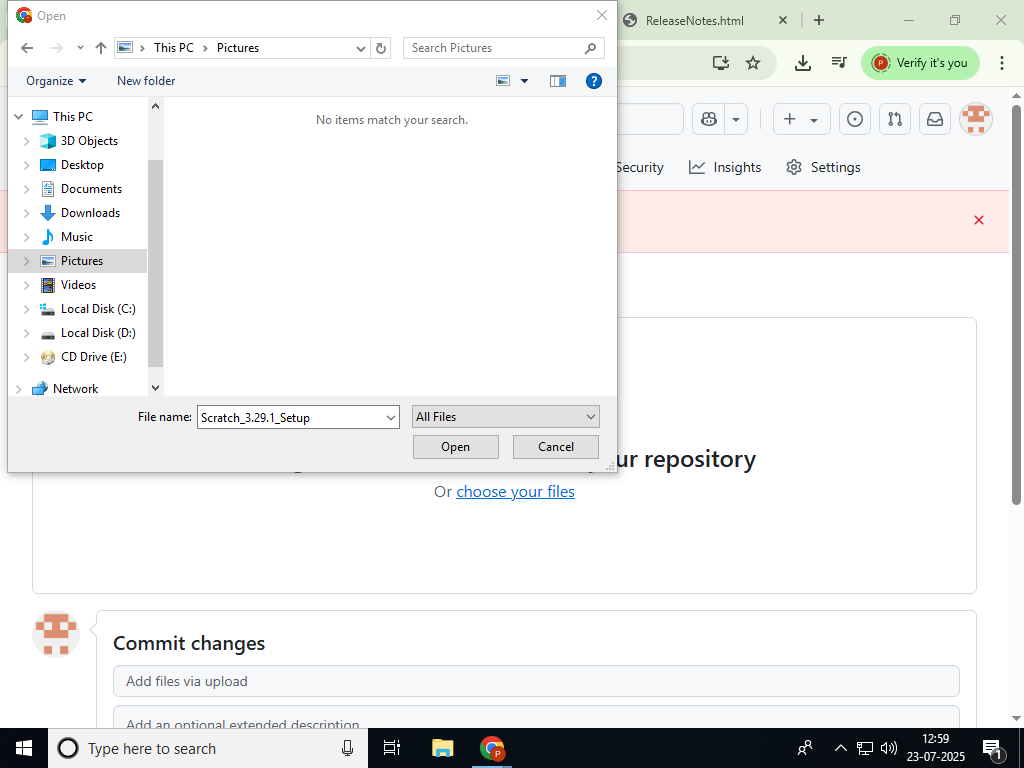 Open
ReleaseNotes.html
This PC
Pictures
Search Pictures
Verify it's you
P
Organize
New folder
This PC
3D Objects
Desktop
Documents
Downloads
Music
Pictures
Videos
Local Disk (C:)
Local Disk (D:)
CD Drive (E:)
Network
No items match your search.
Security
Insights
Settings
File name:
Scratch_3.29.1_Setup
All Files
Open
Cancel
ur repository
Or choose your files
Commit changes
Add files via upload
Add an optional extended description
Type here to search
P
12:59
23-07-2025
1